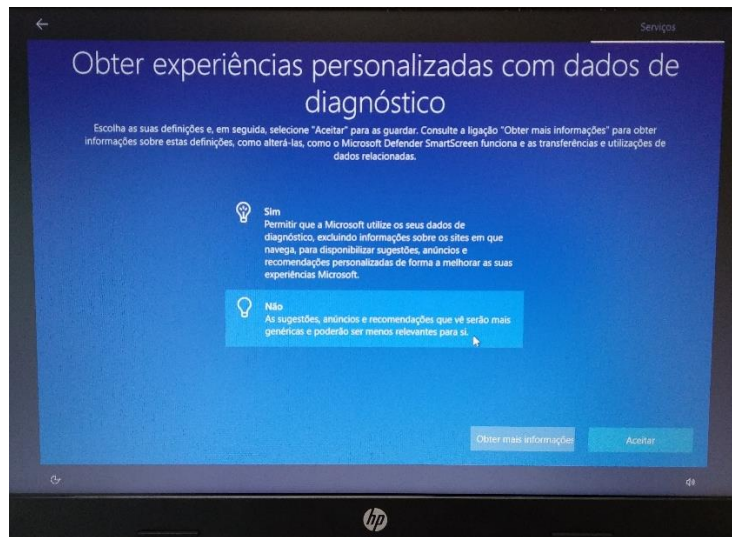 Serviços
Obter experiências personalizadas com dados de
diagnóstico
Escolha as suas definições e, em seguida, selecione "Aceitar" para as guardar. Consulte a ligação "Obter mais informações" para obter
informações sobre estas definições, como alterá-las, como o Microsoft Defender SmartScreen funciona e as transferências e utilizações de
dados relacionadas.
Sim
Permitir que a Microsoft utilize os seus dados de
diagnóstico, excluindo informações sobre os sites em que
navega, para disponibilizar sugestões, anúncios e
recomendações personalizadas de forma a melhorar as suas
experiências Microsoft.
Não
As sugestões, anúncios e recomendações que vê serão mais
genéricas e poderão ser menos relevantes para si.
Obter mais informações
Aceitar
hp